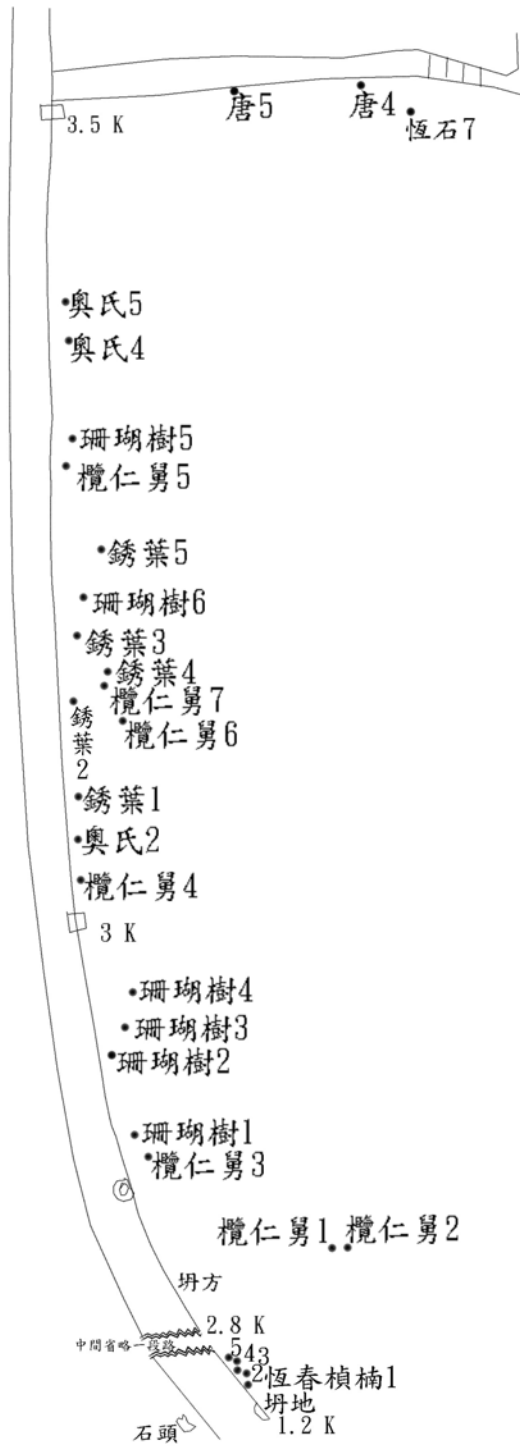 唐5
唐4
恆石7
3.5 K
奧氏5
奧氏4
珊瑚樹5
欖仁舅5
銹葉5
珊瑚樹6
銹葉3
銹葉4
欖仁舅7
銹葉2
欖仁舅6
銹葉1
奧氏2
欖仁舅4
3 K
珊瑚樹4
珊瑚樹3
珊瑚樹2
珊瑚樹1
欖仁舅3
欖仁舅1
欖仁舅2
坍方
2.8 K
中間省略一段路
5
4
3
2
恆春楨楠1
坍地
1.2 K
石頭